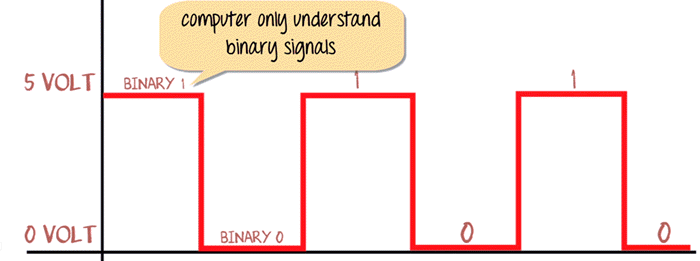 computer only understand
binary signals
5 VOLT
BINARY 1
1
1
0 VOLT
BINARY 0
0
0